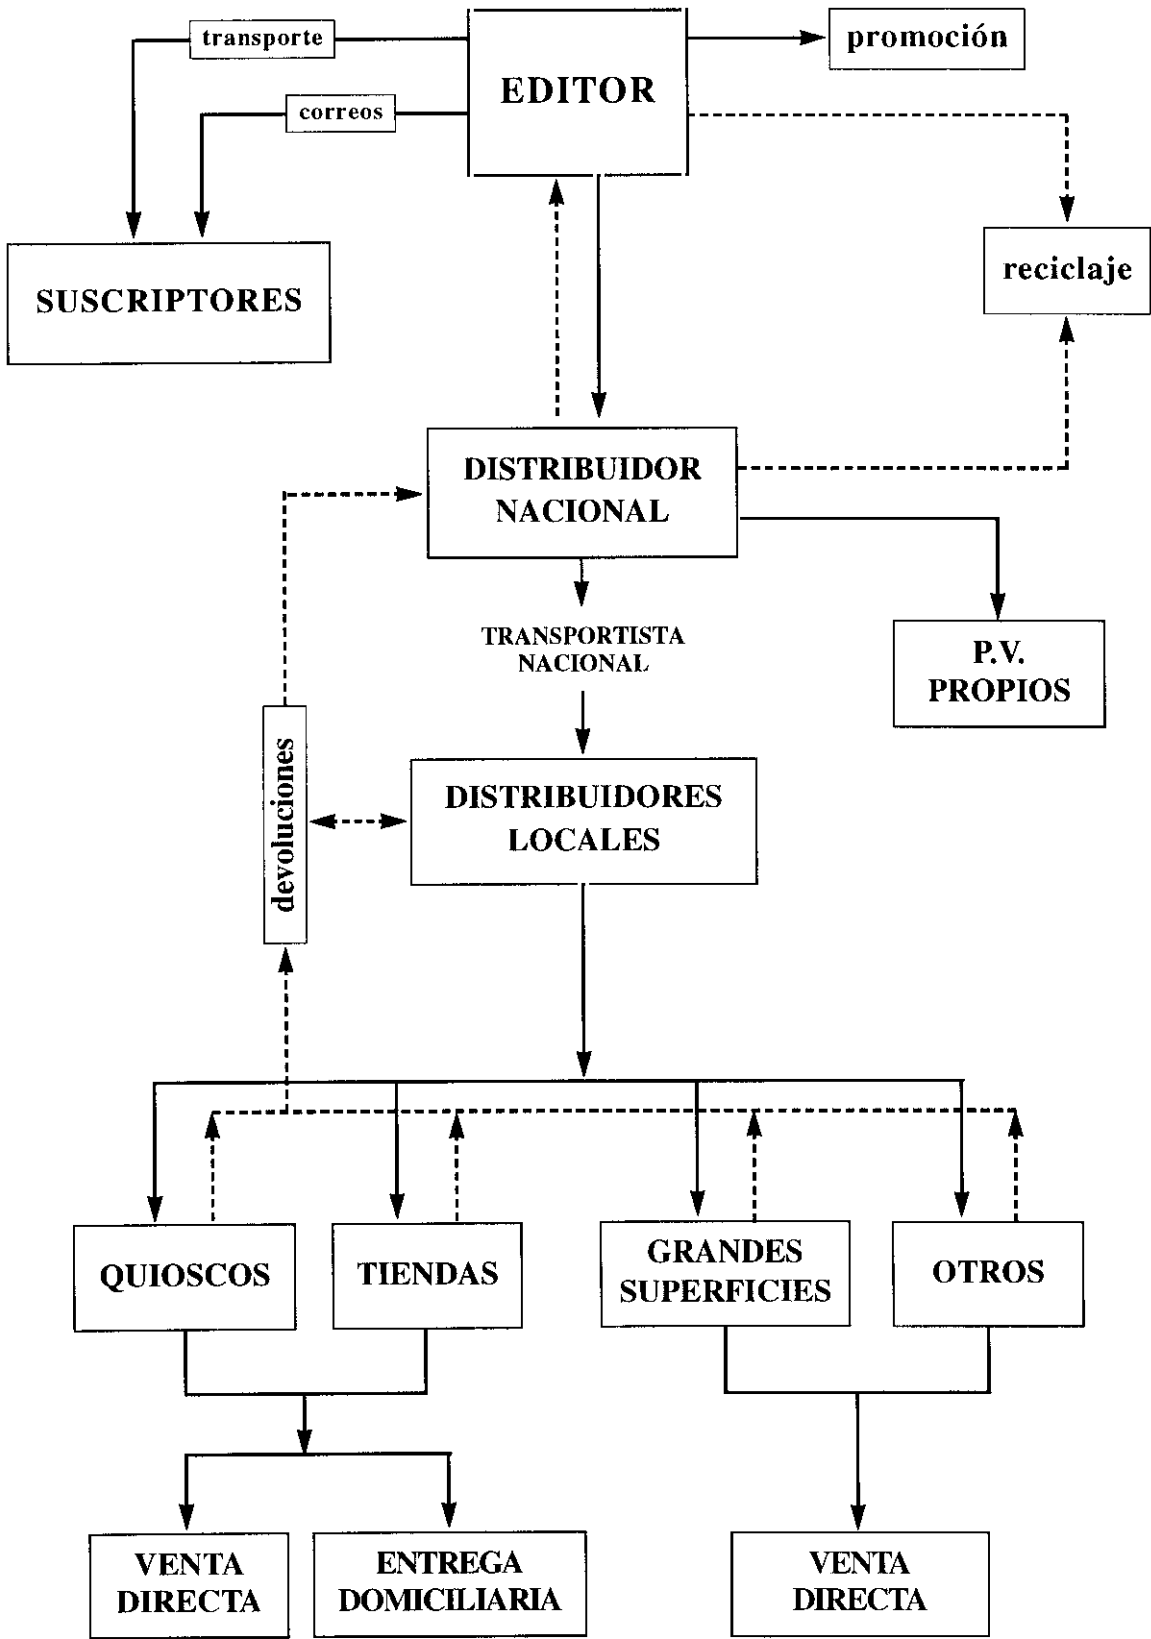 transporte
promoción
EDITOR
correos
reciclaje
SUSCRIPTORES
DISTRIBUIDOR
NACIONAL
TRANSPORTISTA
NACIONAL
P.V.
PROPIOS
devoluciones
DISTRIBUIDORES
LOCALES
QUIOSCOS
TIENDAS
GRANDES
SUPERFICIES
OTROS
VENTA
DIRECTA
ENTREGA
DOMICILIARIA
VENTA
DIRECTA